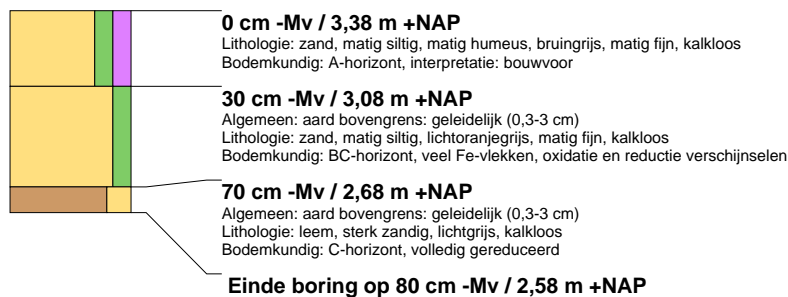 0 cm -Mv / 3,38 m +NAP
Lithologie: zand, matig siltig, matig humeus, bruingrijs, matig fijn, kalkloos
Bodemkundig: A-horizont, interpretatie: bouwvoor
30 cm -Mv / 3,08 m +NAP
Algemeen: aard bovengrens: geleidelijk (0,3-3 cm)
Lithologie: zand, matig siltig, lichtoranjegrijs, matig fijn, kalkloos
Bodemkundig: BC-horizont, veel Fe-vlekken, oxidatie en reductie verschijnselen
70 cm -Mv / 2,68 m +NAP
Algemeen: aard bovengrens: geleidelijk (0,3-3 cm)
Lithologie: leem, sterk zandig, lichtgrijs, kalkloos
Bodemkundig: C-horizont, volledig gereduceerd
Einde boring op 80 cm -Mv / 2,58 m +NAP